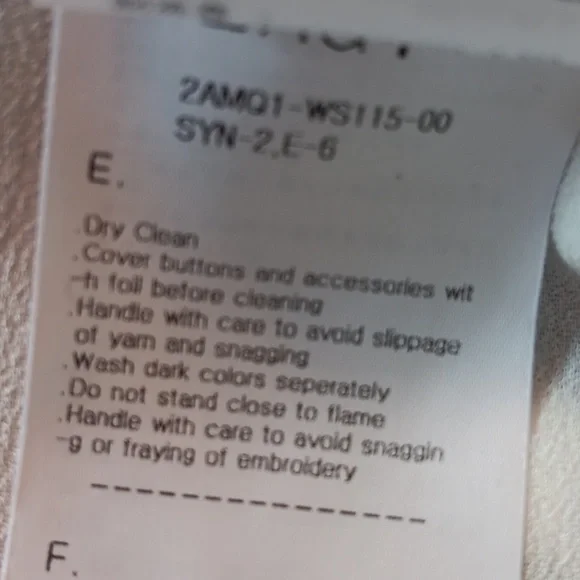 2AMQ1-WS115-00
SYN-2.E-6
E.
.Dry Clean
.Cover buttons and accessories wit
-h foil before cleaning
.Handle with care to avoid slippage
of yarn and snagging
.Wash dark colors seperately
.Do not stand close to flame
.Handle with care to avoid snaggin
-g or fraying of embroidery
---------------
F.